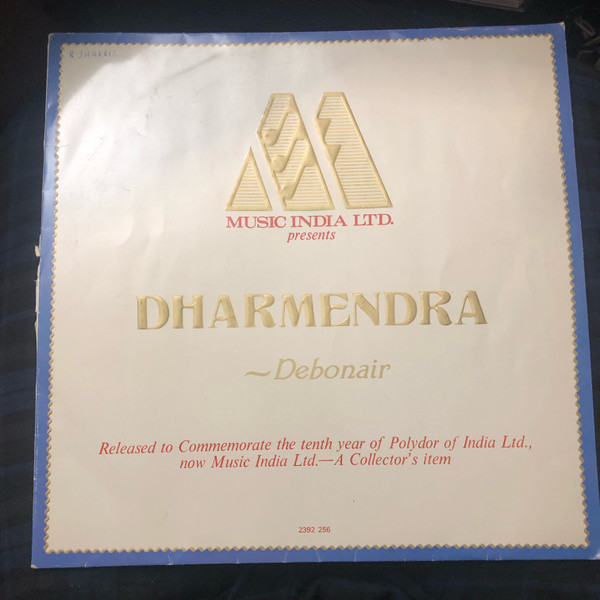 MUSIC INDIA LTD.
presents
DHARMENDRA
~Debonair
Released to Commemorate the tenth year of Polydor of India Ltd.,
now Music India Ltd.—A Collector's item
2392 256